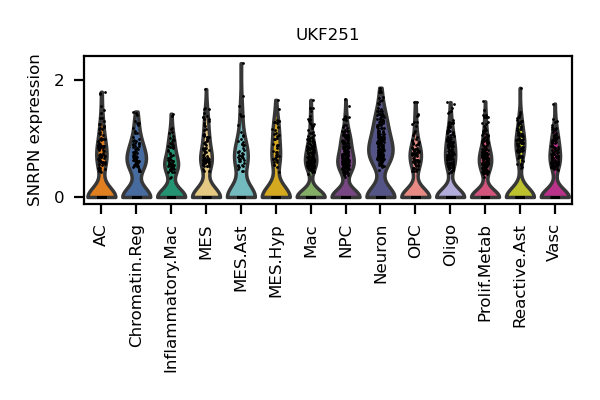 UKF251
SNRPN expression
2
0
AC
Chromatin.Reg
Inflammatory.Mac
MES
MES.Ast
MES.Hyp
Mac
NPC
Neuron
OPC
Oligo
Prolif.Metab
Reactive.Ast
Vasc